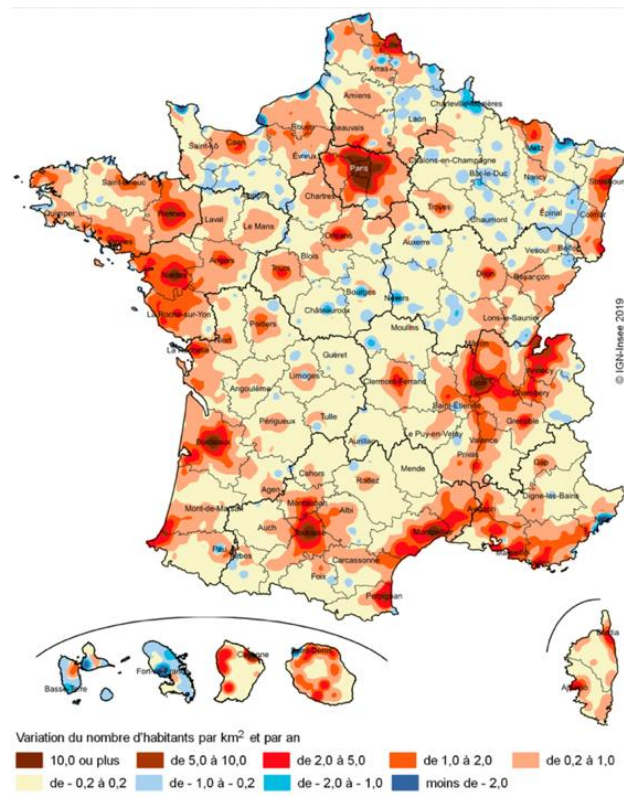 Lille
Arras
Amiens
Charleville-Mézières
Laon
Rouen
Beauvais
Saint-Lô
Caen
Évreux
Paris
Châlons-en-Champagne
Metz
Bar-le-Duc
Nancy
Strasbourg
Saint-Brieuc
Alençon
Chartres
Quimper
Rennes
Laval
Le Mans
Troyes
Chaumont
Épinal
Colmar
Orléans
Vannes
Blois
Auxerre
Vesoul
Belfort
Angers
Tours
Nantes
Dijon
Besançon
Bourges
Nevers
La Roche-sur-Yon
Châteauroux
Lons-le-Saunier
Poitiers
Moulins
Niort
La Rochelle
Mâcon
Guéret
Annecy
Limoges
Clermont-Ferrand
Lyon
Angoulême
Chambéry
Saint-Étienne
Périgueux
Tulle
Grenoble
Le Puy-en-Velay
Aurillac
Valence
Bordeaux
Privas
Cahors
Mende
Gap
Rodez
Agen
Digne-les-Bains
Mont-de-Marsan
Montauban
Albi
Avignon
Nice
Auch
Toulouse
Montpellier
Marseille
Pau
Tarbes
Carcassonne
Foix
Perpignan
Bastia
Ajaccio
Basse-Terre
Fort-de-France
Cayenne
Saint-Denis
© IGN-Insee 2019
Variation du nombre d'habitants par km² et par an
10,0 ou plus de 5,0 à 10,0 de 2,0 à 5,0 de 1,0 à 2,0 de 0,2 à 1,0
de - 0,2 à 0,2 de - 1,0 à - 0,2 de - 2,0 à - 1,0 moins de - 2,0